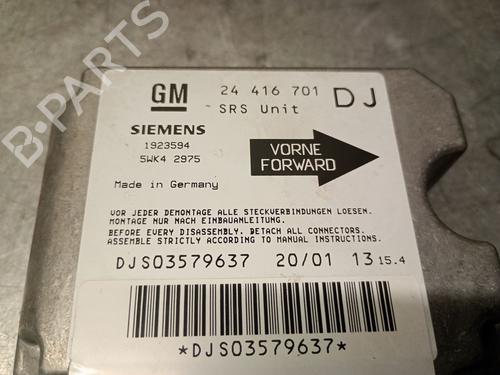 B-PARTS
GM 24 416 701 DJ
SRS Unit
SIEMENS
1923594
5WK4 2975
VORNE
FORWARD
Made in Germany
VOR JEDER DEMONTAGE ALLE STECKVERBINDUNGEN LOESEN.
MONTAGE NUR NACH EINBAUANLEITUNG.
BEFORE EVERY DISASSEMBLY, DETACH ALL CONNECTORS.
ASSEMBLE STRICTLY ACCORDING TO MANUAL INSTRUCTIONS.
DJS03579637 20/01 13 15.4
*DJS03579637*